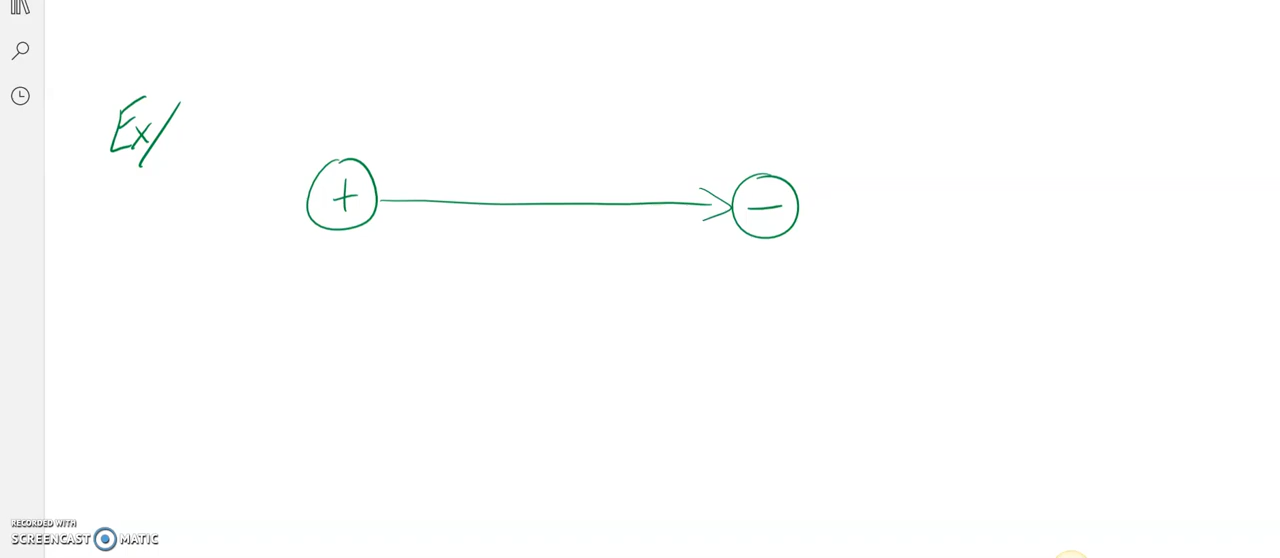 Ex/
+ −
RECORDED WITH
SCREENCAST MATIC